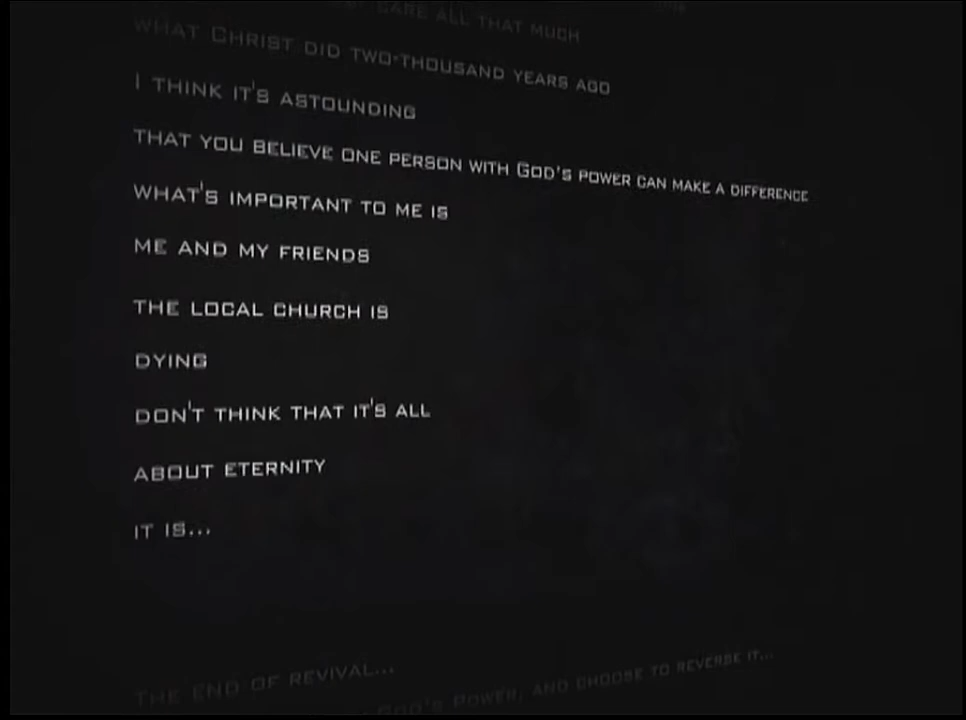 CARE ALL THAT MUCH
WHAT CHRIST DID TWO-THOUSAND YEARS AGO
I THINK IT'S ASTOUNDING
THAT YOU BELIEVE ONE PERSON WITH GOD'S POWER CAN MAKE A DIFFERENCE
WHAT'S IMPORTANT TO ME IS
ME AND MY FRIENDS
THE LOCAL CHURCH IS
DYING
DON'T THINK THAT IT'S ALL
ABOUT ETERNITY
IT IS...
THE END OF REVIVAL...
GOD'S POWER, AND CHOOSE TO REVERSE IT...